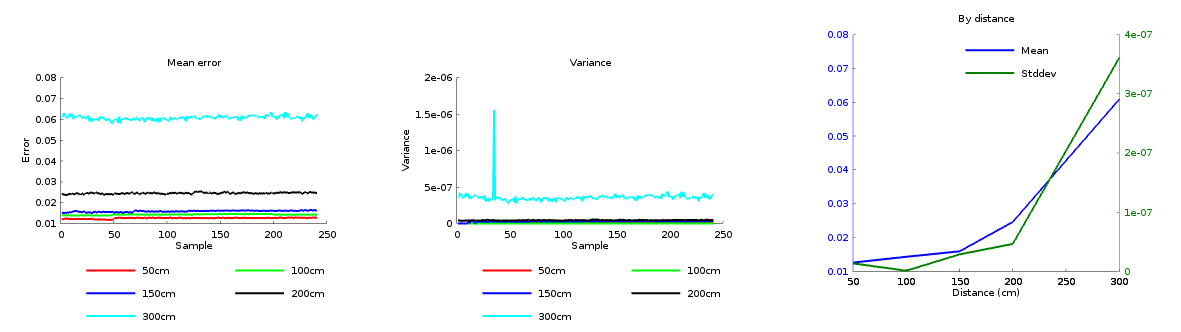 Mean error
0.08
0.07
0.06
0.05
0.04
0.03
0.02
0.01
Error
0 50 100 150 200 250
Sample
50cm 100cm
150cm 200cm
300cm
Variance
2e-06
1.5e-06
1e-06
5e-07
0
Variance
0 50 100 150 200 250
Sample
50cm 100cm
150cm 200cm
300cm
By distance
0.08
0.07
0.06
0.05
0.04
0.03
0.02
0.01
Mean
Stddev
4e-07
3e-07
2e-07
1e-07
0
50 100 150 200 250 300
Distance (cm)